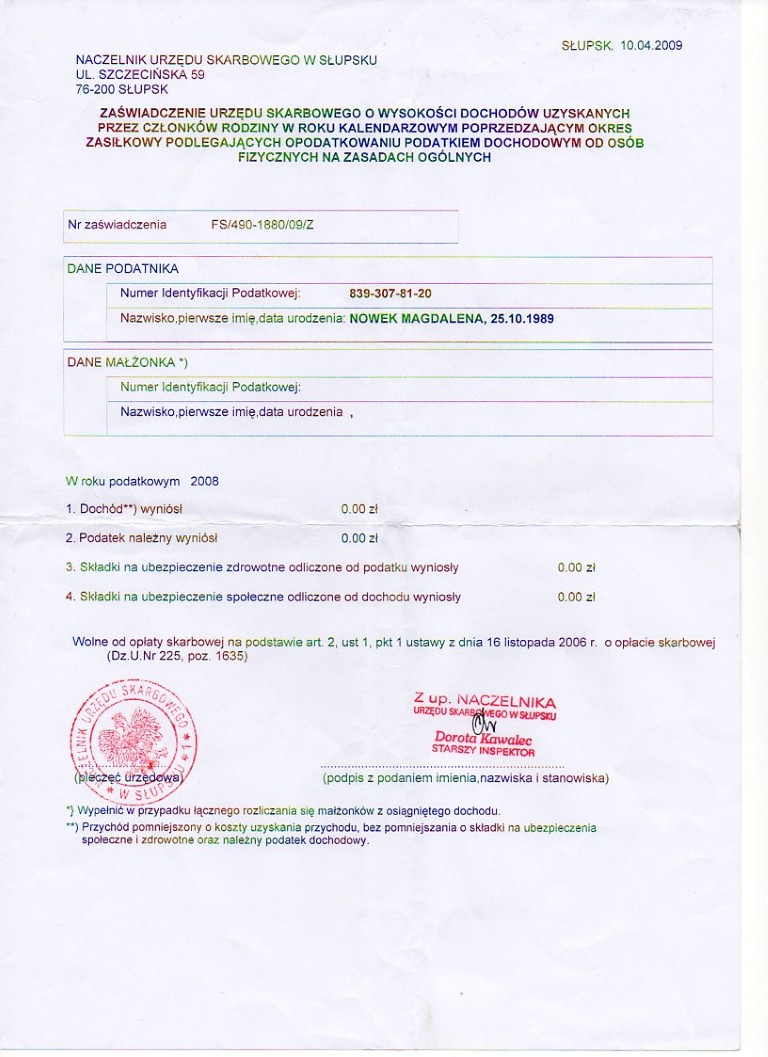 SŁUPSK, 10.04.2009
NACZELNIK URZĘDU SKARBOWEGO W SŁUPSKU
UL. SZCZECIŃSKA 59
76-200 SŁUPSK
ZAŚWIADCZENIE URZĘDU SKARBOWEGO O WYSOKOŚCI DOCHODÓW UZYSKANYCH
PRZEZ CZŁONKÓW RODZINY W ROKU KALENDARZOWYM POPRZEDZAJĄCYM OKRES
ZASIŁKOWY PODLEGAJĄCYCH OPODATKOWANIU PODATKIEM DOCHODOWYM OD OSÓB
FIZYCZNYCH NA ZASADACH OGÓLNYCH
Nr zaświadczenia FS/490-1880/09/Z
DANE PODATNIKA
Numer Identyfikacji Podatkowej: 839-307-81-20
Nazwisko,pierwsze imię,data urodzenia: NOWEK MAGDALENA, 25.10.1989
DANE MAŁŻONKA *)
Numer Identyfikacji Podatkowej:
Nazwisko,pierwsze imię,data urodzenia ,
W roku podatkowym 2008
1. Dochód**) wyniósł 0.00 zł
2. Podatek należny wyniósł 0.00 zł
3. Składki na ubezpieczenie zdrowotne odliczone od podatku wyniosły 0.00 zł
4. Składki na ubezpieczenie społeczne odliczone od dochodu wyniosły 0.00 zł
Wolne od opłaty skarbowej na podstawie art. 2, ust 1, pkt 1 ustawy z dnia 16 listopada 2006 r. o opłacie skarbowej
(Dz.U.Nr 225, poz. 1635)
NACZELNIK URZĘDU SKARBOWEGO * 1 * W SŁUPSKU *
Z up. NACZELNIKA
URZĘDU SKARBOWEGO W SŁUPSKU
Dorota Kawalec
STARSZY INSPEKTOR
(pieczęć urzędowa) (podpis z podaniem imienia,nazwiska i stanowiska)
*) Wypełnić w przypadku łącznego rozliczania się małżonków z osiągniętego dochodu.
**) Przychód pomniejszony o koszty uzyskania przychodu, bez pomniejszania o składki na ubezpieczenia
społeczne i zdrowotne oraz należny podatek dochodowy.